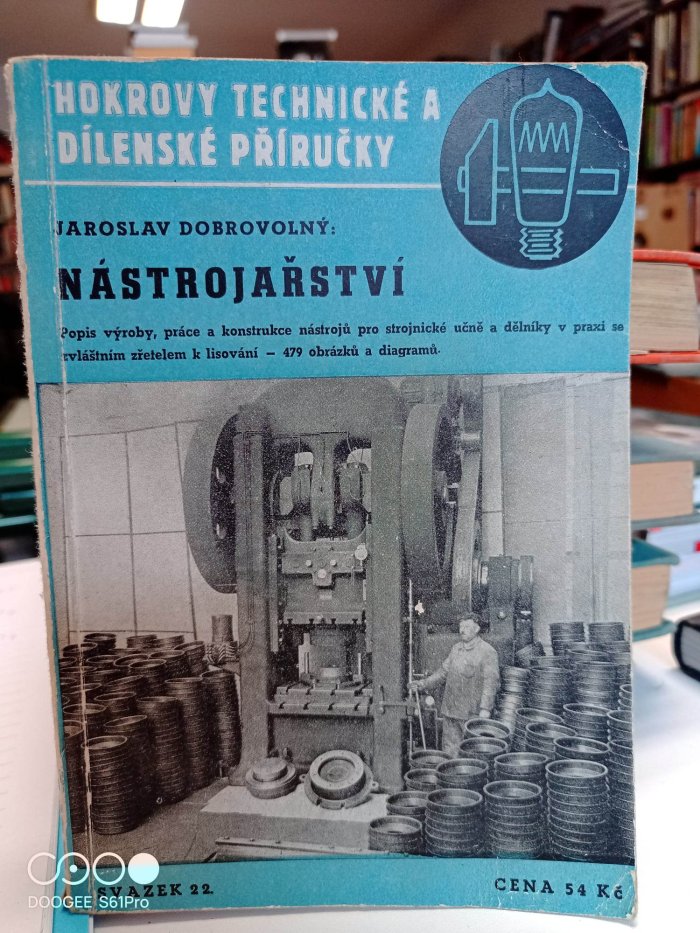 HOKROVY TECHNICKÉ A
DÍLENSKÉ PŘÍRUČKY
JAROSLAV DOBROVOLNÝ:
NÁSTROJAŘSTVÍ
Popis výroby, práce a konstrukce nástrojů pro strojnické učně a dělníky v praxi se
zvláštním zřetelem k lisování – 479 obrázků a diagramů.
SVAZEK 22.
CENA 54 Kč
DOOGEE S61Pro